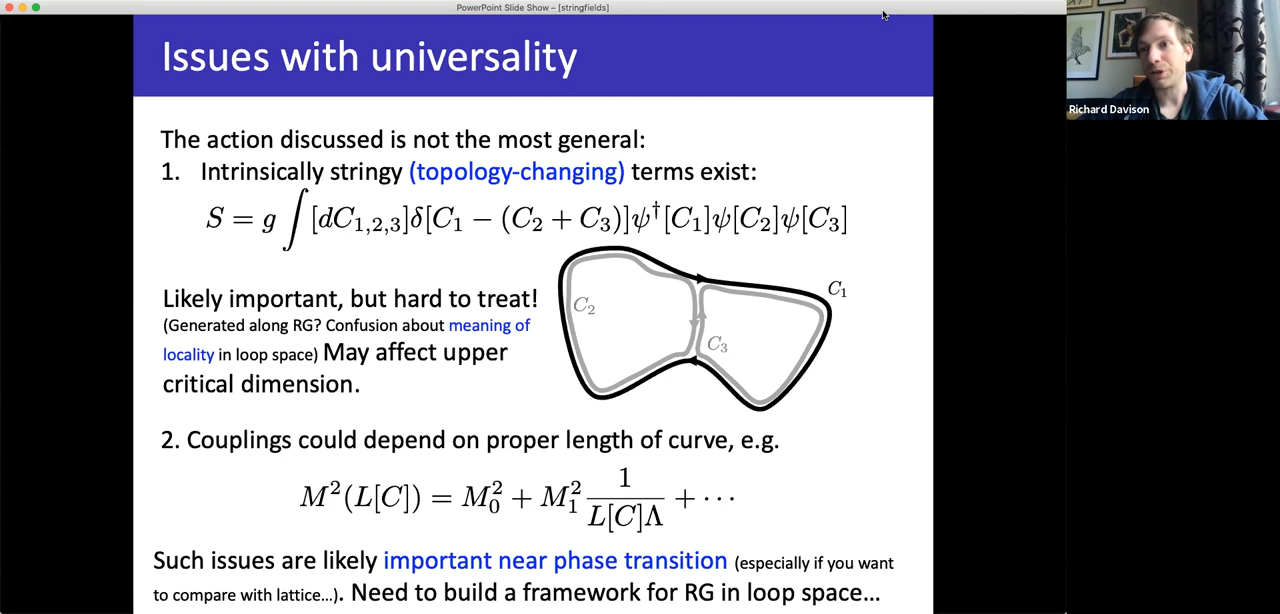 PowerPoint Slide Show – [stringfields]
Issues with universality
Richard Davison
The action discussed is not the most general:
1. Intrinsically stringy (topology-changing) terms exist:
S = g ∫ [dC₁,₂,₃]δ[C₁ − (C₂ + C₃)]ψ†[C₁]ψ[C₂]ψ[C₃]
Likely important, but hard to treat!
(Generated along RG? Confusion about meaning of
locality in loop space) May affect upper
critical dimension.
C₁
C₂
C₃
2. Couplings could depend on proper length of curve, e.g.
M²(L[C]) = M₀² + M₁² 1/(L[C]Λ) + ⋯
Such issues are likely important near phase transition (especially if you want
to compare with lattice…). Need to build a framework for RG in loop space…